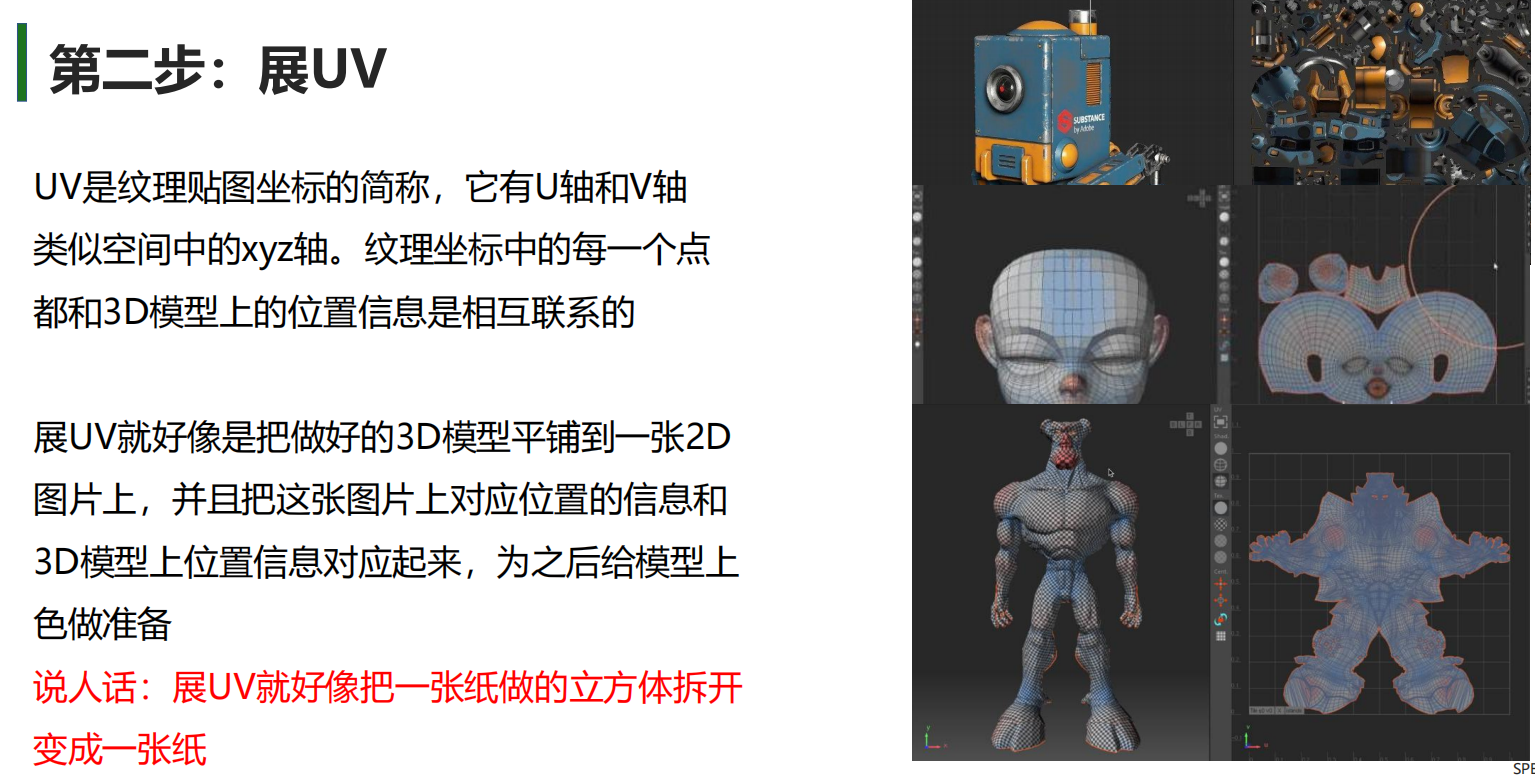 第二步：展UV
UV是纹理贴图坐标的简称，它有U轴和V轴
类似空间中的xyz轴。纹理坐标中的每一个点
都和3D模型上的位置信息是相互联系的
展UV就好像是把做好的3D模型平铺到一张2D
图片上，并且把这张图片上对应位置的信息和
3D模型上位置信息对应起来，为之后给模型上
色做准备
说人话：展UV就好像把一张纸做的立方体拆开
变成一张纸
SUBSTANCE
by Adobe
SPE